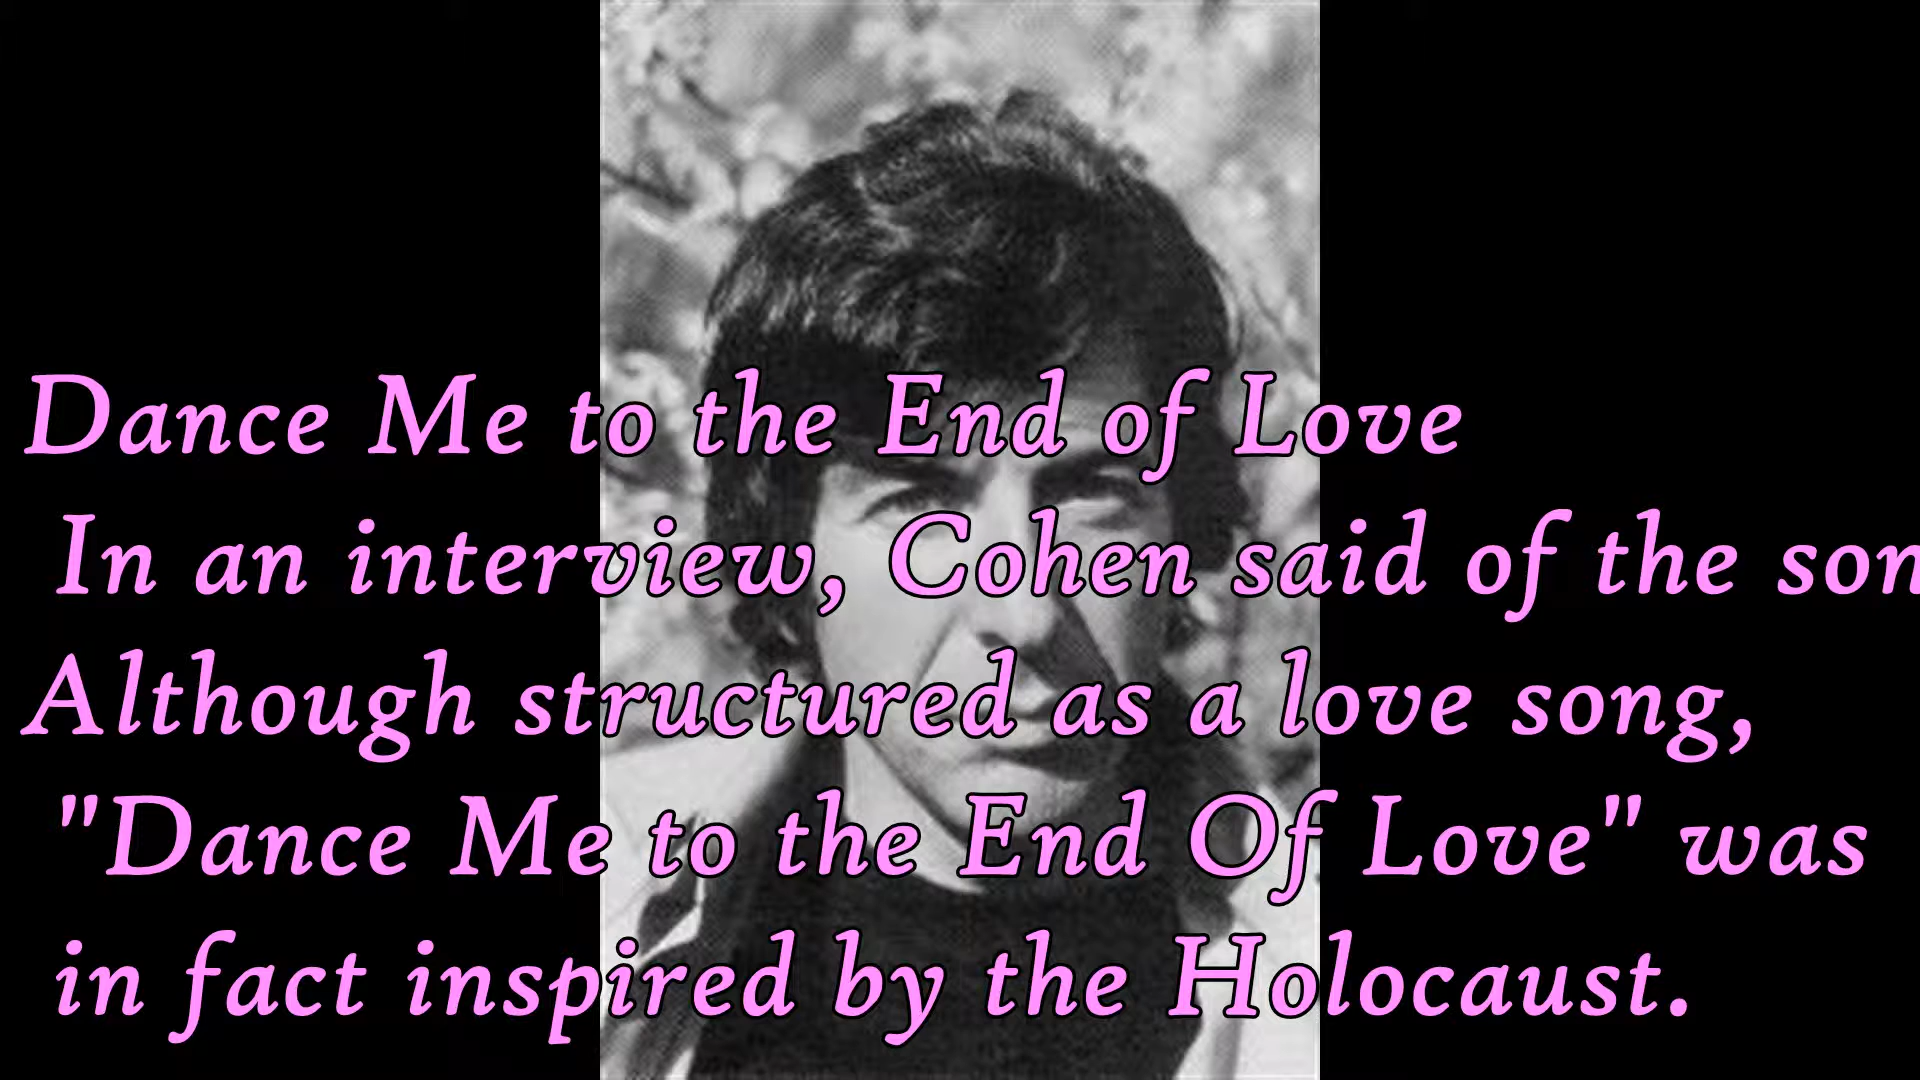 Dance Me to the End of Love
In an interview, Cohen said of the son
Although structured as a love song,
"Dance Me to the End Of Love" was
in fact inspired by the Holocaust.